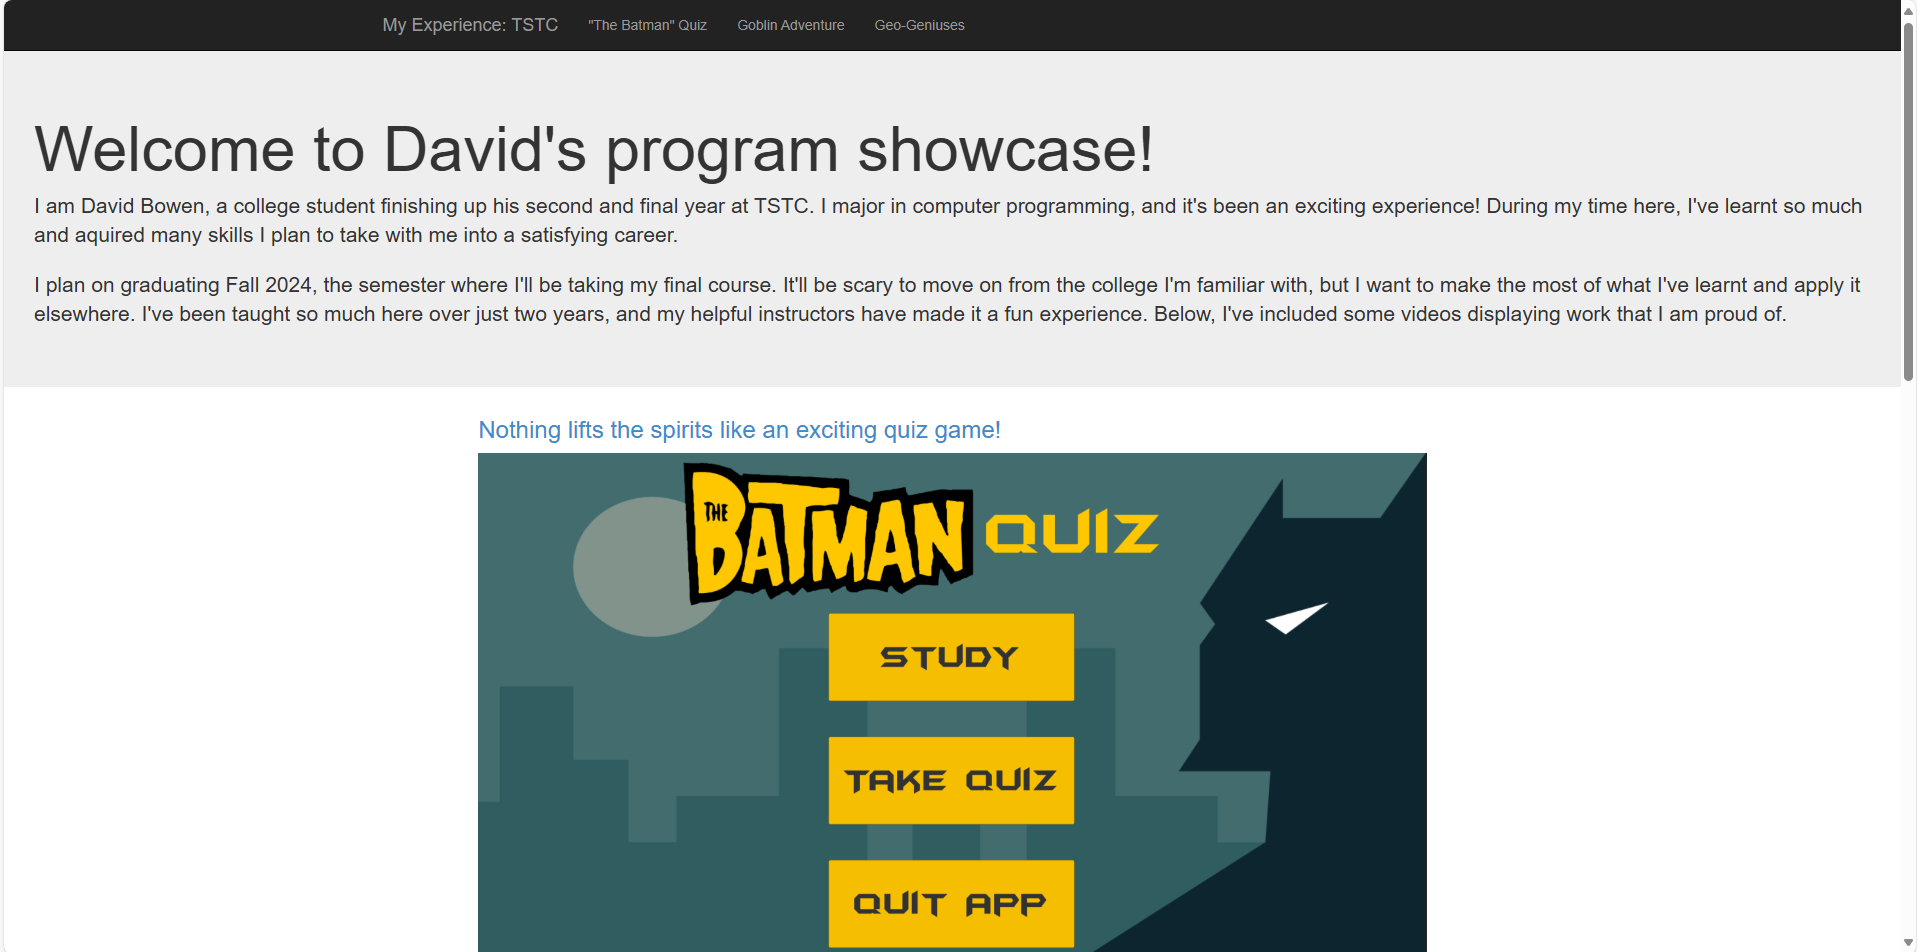 My Experience: TSTC "The Batman" Quiz Goblin Adventure Geo-Geniuses
Welcome to David's program showcase!
I am David Bowen, a college student finishing up his second and final year at TSTC. I major in computer programming, and it's been an exciting experience! During my time here, I've learnt so much
and aquired many skills I plan to take with me into a satisfying career.
I plan on graduating Fall 2024, the semester where I'll be taking my final course. It'll be scary to move on from the college I'm familiar with, but I want to make the most of what I've learnt and apply it
elsewhere. I've been taught so much here over just two years, and my helpful instructors have made it a fun experience. Below, I've included some videos displaying work that I am proud of.
Nothing lifts the spirits like an exciting quiz game!
THE BATMAN QUIZ
STUDY
TAKE QUIZ
QUIT APP